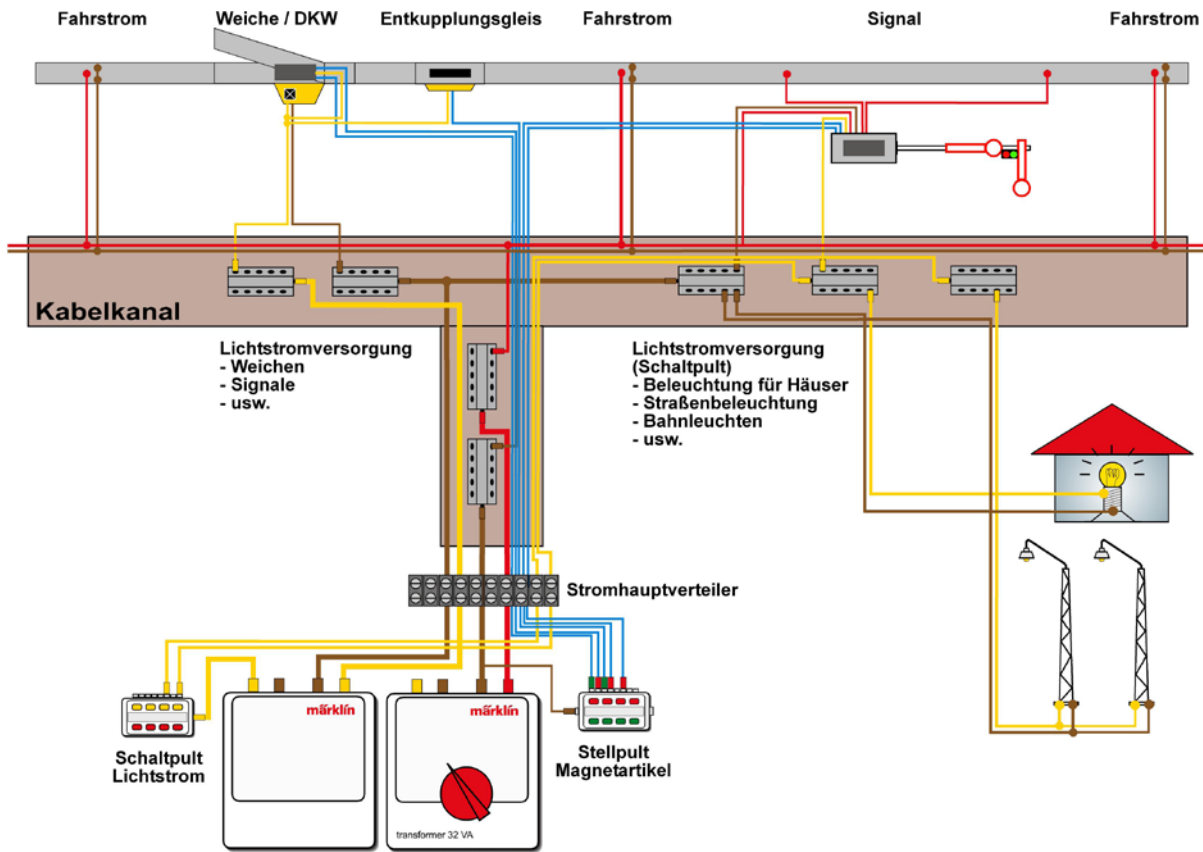 Fahrstrom
Weiche / DKW
Entkupplungsgleis
Fahrstrom
Signal
Fahrstrom
Kabelkanal
Lichtstromversorgung
- Weichen
- Signale
- usw.
Lichtstromversorgung
(Schaltpult)
- Beleuchtung für Häuser
- Straßenbeleuchtung
- Bahnleuchten
- usw.
Stromhauptverteiler
märklin
märklin
Schaltpult
Lichtstrom
Stellpult
Magnetartikel
transformer 32 VA